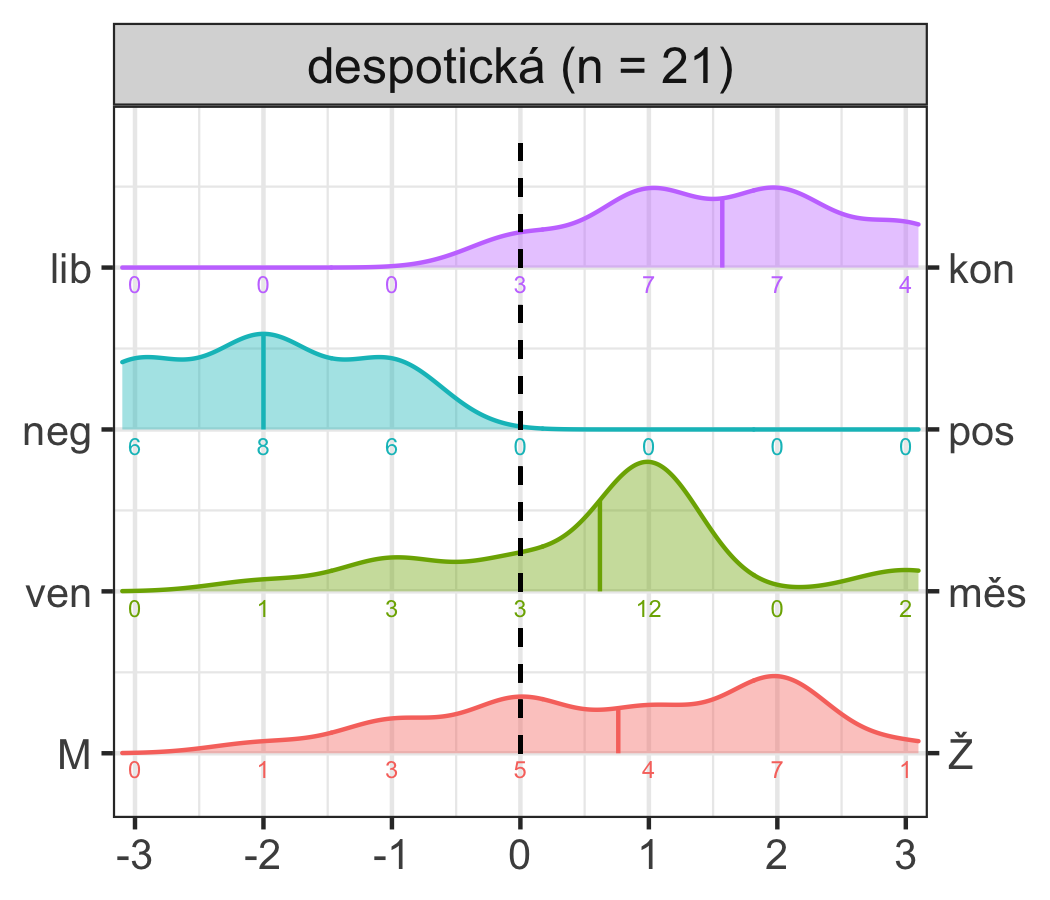 despotická (n = 21)
lib kon
0 0 0 3 7 7 4
neg pos
6 8 6 0 0 0 0
ven měs
0 1 3 3 12 0 2
M Ž
0 1 3 5 4 7 1
-3 -2 -1 0 1 2 3